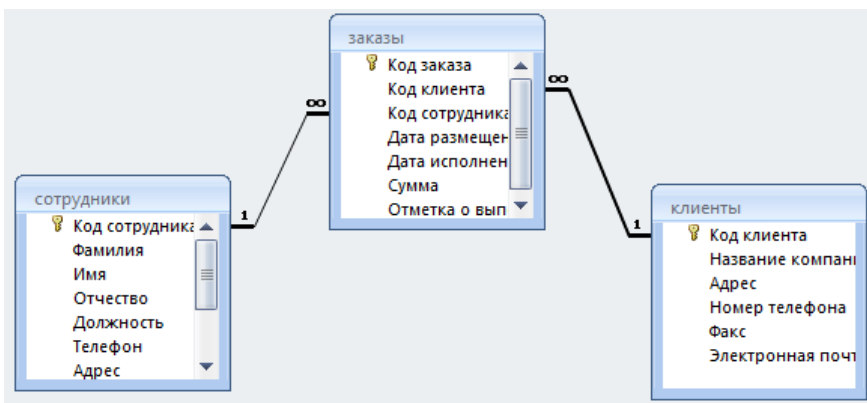 заказы
Код заказа
Код клиента
Код сотрудника
Дата размещен
Дата исполнен
Сумма
Отметка о вып
∞
∞
1
1
сотрудники
Код сотрудника
Фамилия
Имя
Отчество
Должность
Телефон
Адрес
клиенты
Код клиента
Название компани
Адрес
Номер телефона
Факс
Электронная почт